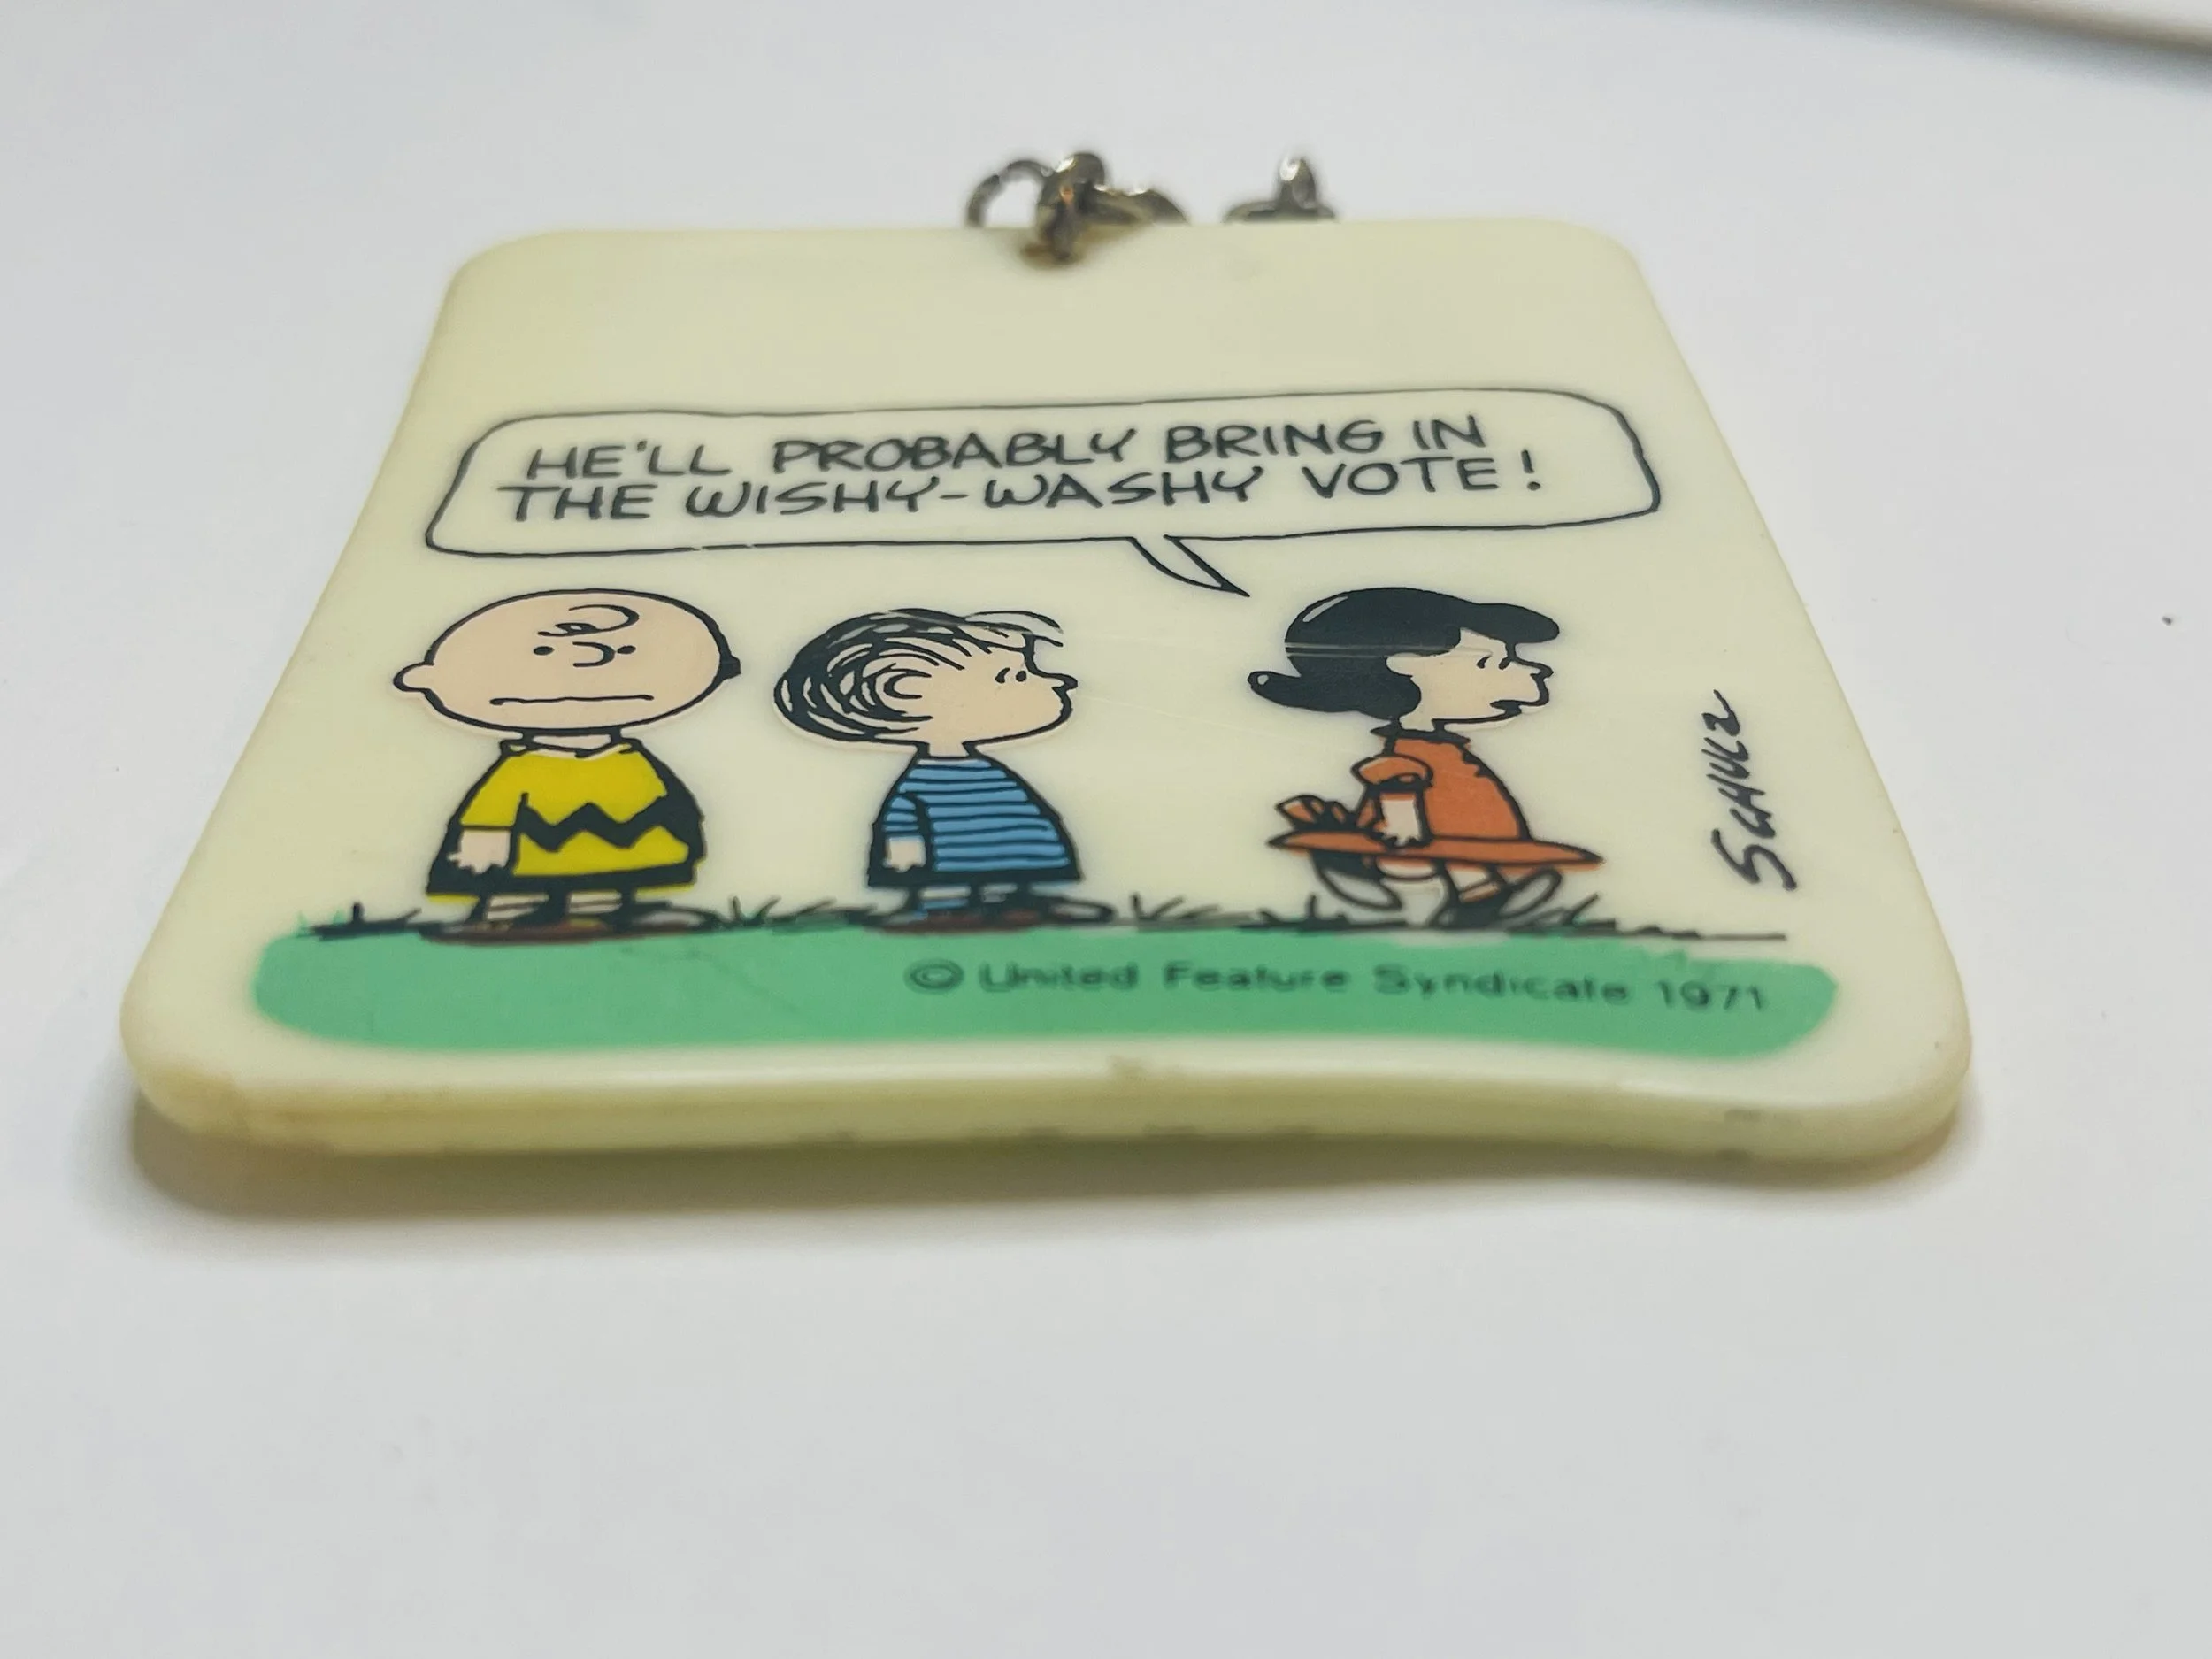 HE'LL PROBABLY BRING IN
THE WISHY-WASHY VOTE!
SCHULZ
© United Feature Syndicate 1971